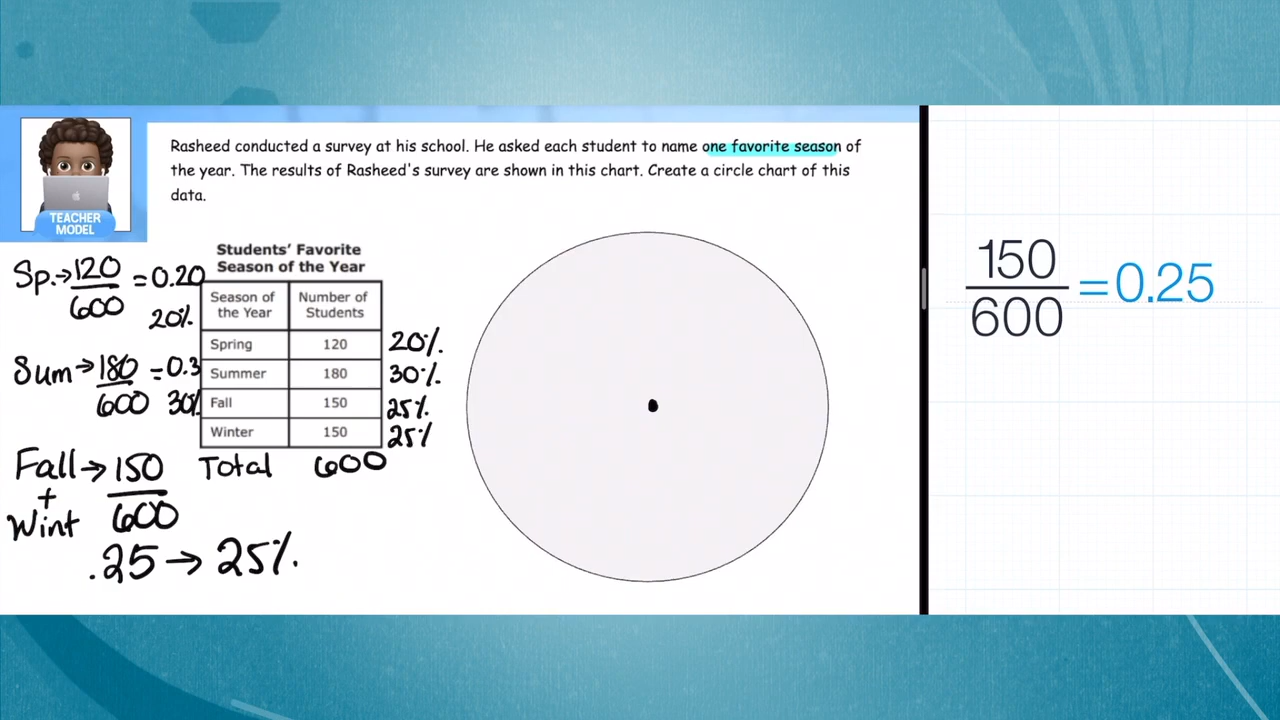 Rasheed conducted a survey at his school. He asked each student to name one favorite season of
the year. The results of Rasheed's survey are shown in this chart. Create a circle chart of this
data.
TEACHER
MODEL
Students' Favorite
Season of the Year
Season of
the Year
Number of
Students
Spring 120 20%.
Summer 180 30%.
Fall 150 25%.
Winter 150 25%
Total 600
Sp.→120
600
=0.20
20%.
Sum→180
600
=0.3
30%
Fall→150
+
Wint
600
.25→25%.
150
600
=0.25